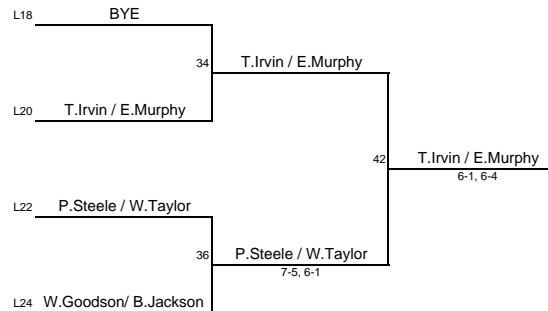 L18 BYE
34 T.Irvin / E.Murphy
L20 T.Irvin / E.Murphy
42 T.Irvin / E.Murphy
6-1, 6-4
L22 P.Steele / W.Taylor
36 P.Steele / W.Taylor
7-5, 6-1
L24 W.Goodson/ B.Jackson